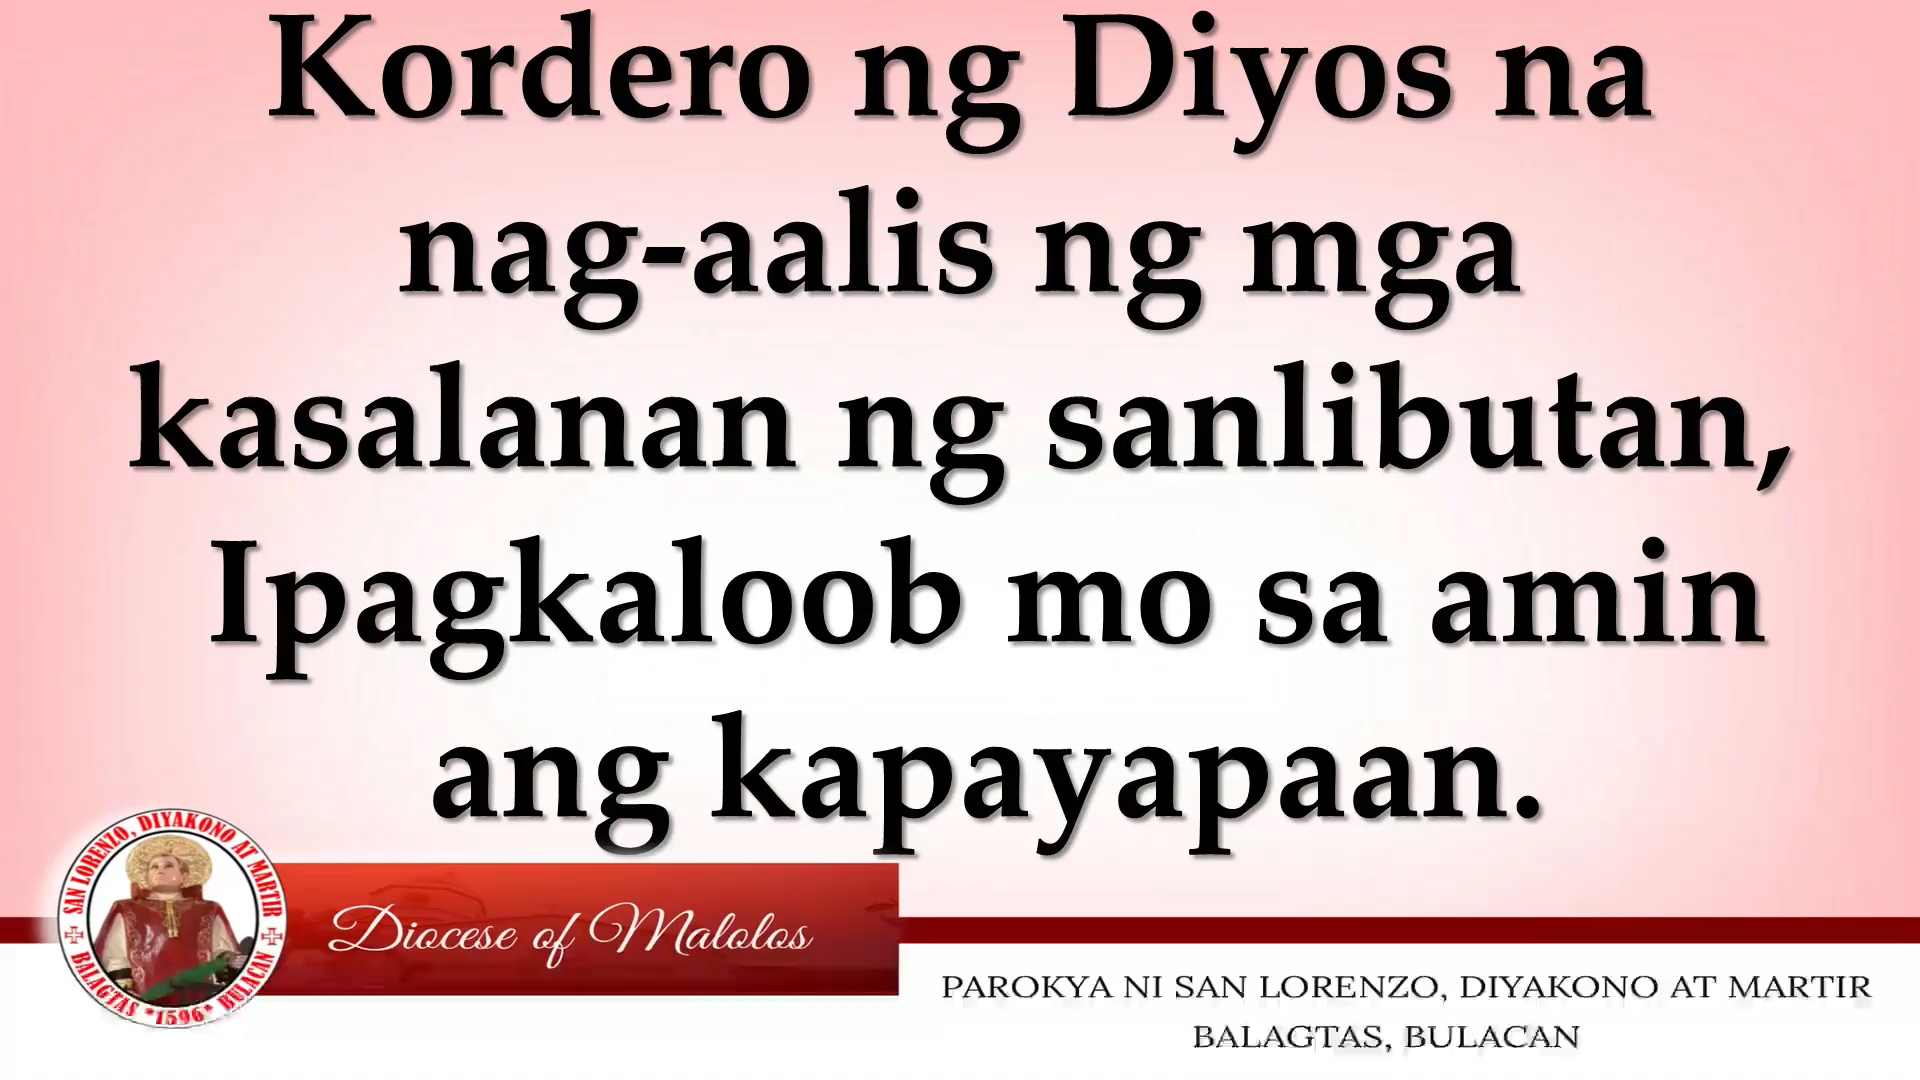 Kordero ng Diyos na
nag-aalis ng mga
kasalanan ng sanlibutan,
Ipagkaloob mo sa amin
ang kapayapaan.
SAN LORENZO, DIYAKONO AT MARTIR
BALAGTAS *1596* BULACAN
Diocese of Malolos
PAROKYA NI SAN LORENZO, DIYAKONO AT MARTIR
BALAGTAS, BULACAN